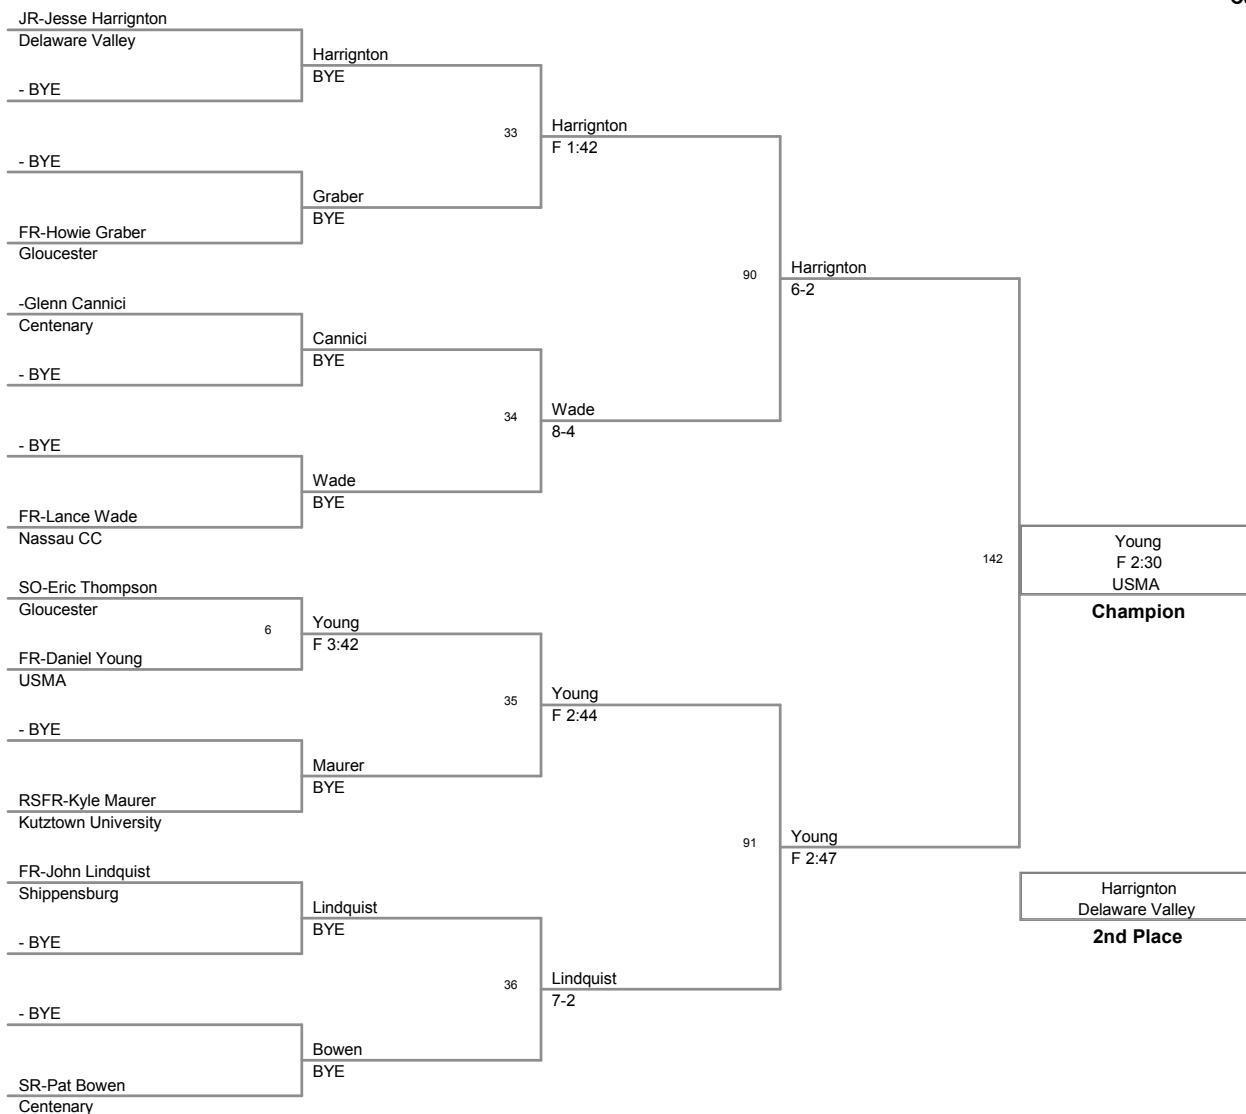 JR-Jesse Harrignton
Delaware Valley
- BYE
- BYE
FR-Howie Graber
Gloucester
-Glenn Cannici
Centenary
- BYE
- BYE
FR-Lance Wade
Nassau CC
SO-Eric Thompson
Gloucester
6
FR-Daniel Young
USMA
- BYE
RSFR-Kyle Maurer
Kutztown University
FR-John Lindquist
Shippensburg
- BYE
- BYE
SR-Pat Bowen
Centenary
Harrignton
BYE
33
Graber
BYE
Cannici
BYE
34
Wade
BYE
Young
F 3:42
35
Maurer
BYE
Lindquist
BYE
36
Bowen
BYE
Harrignton
F 1:42
90
Wade
8-4
Young
F 2:44
91
Lindquist
7-2
Harrignton
6-2
142
Young
F 2:47
Young
F 2:30
USMA
Champion
Harrignton
Delaware Valley
2nd Place